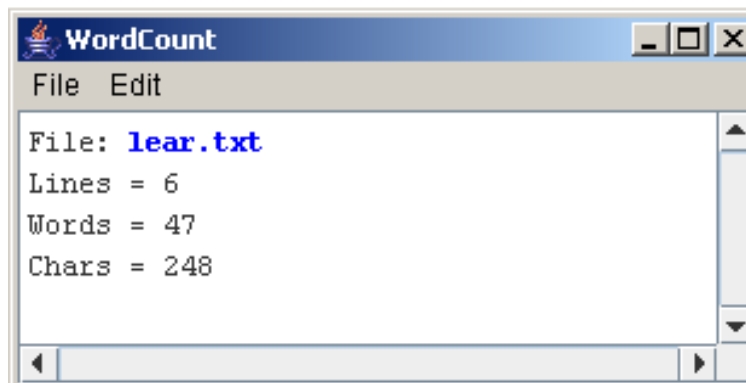 WordCount
File Edit
File: lear.txt
Lines = 6
Words = 47
Chars = 248